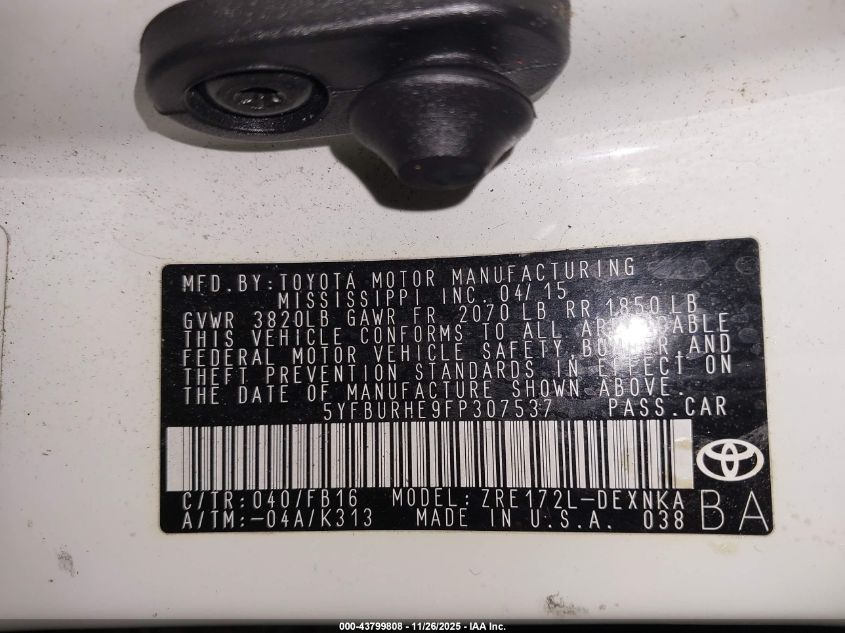 MFD.BY:TOYOTA MOTOR MANUFACTURING
MISSISSIPPI INC. 04/15
GVWR 3820LB GAWR FR 2070 LB RR 1850 LB
THIS VEHICLE CONFORMS TO ALL APPLICABLE
FEDERAL MOTOR VEHICLE SAFETY, BUMPER AND
THEFT PREVENTION STANDARDS IN EFFECT ON
THE DATE OF MANUFACTURE SHOWN ABOVE.
5YFBURHE9FP307537 PASS.CAR
C/TR:040/FB16 MODEL:ZRE172L-DEXNKA
A/TM:-04A/K313 MADE IN U.S.A. 038 BA
000-43799808 - 11/26/2025 - IAA Inc.